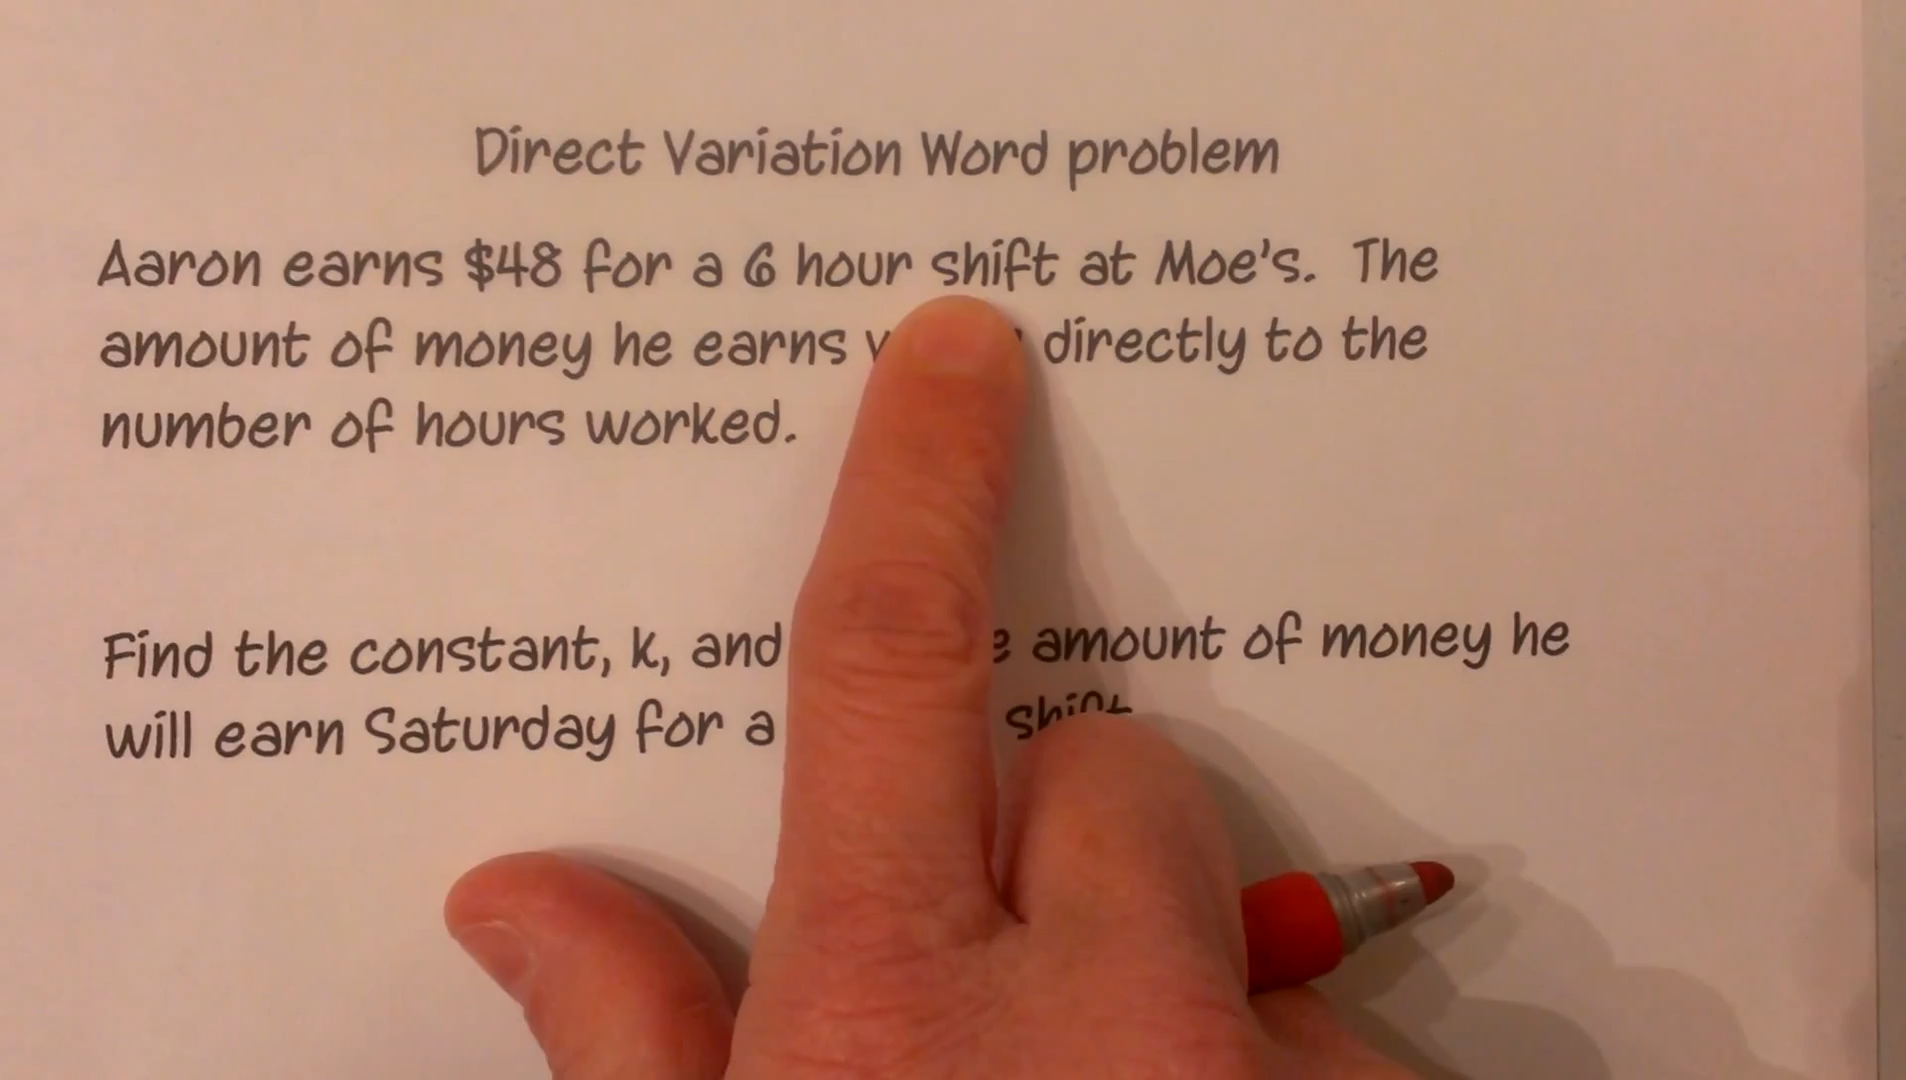 Direct Variation Word problem
Aaron earns $48 for a 6 hour shift at Moe's. The
amount of money he earns directly to the
number of hours worked.
Find the constant, k, and amount of money he
will earn Saturday for a shift